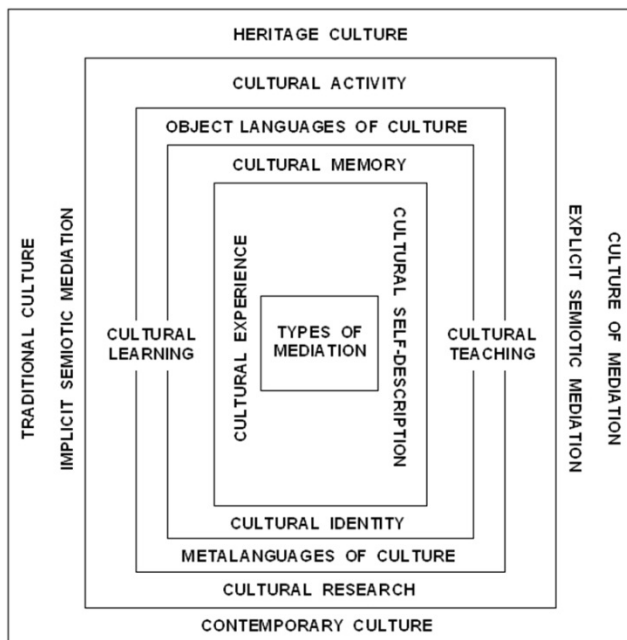 HERITAGE CULTURE
CULTURAL ACTIVITY
OBJECT LANGUAGES OF CULTURE
CULTURAL MEMORY
TRADITIONAL CULTURE
IMPLICIT SEMIOTIC MEDIATION
CULTURAL
LEARNING
CULTURAL EXPERIENCE
TYPES OF
MEDIATION
CULTURAL SELF-DESCRIPTION
CULTURAL
TEACHING
EXPLICIT SEMIOTIC MEDIATION
CULTURE OF MEDIATION
CULTURAL IDENTITY
METALANGUAGES OF CULTURE
CULTURAL RESEARCH
CONTEMPORARY CULTURE